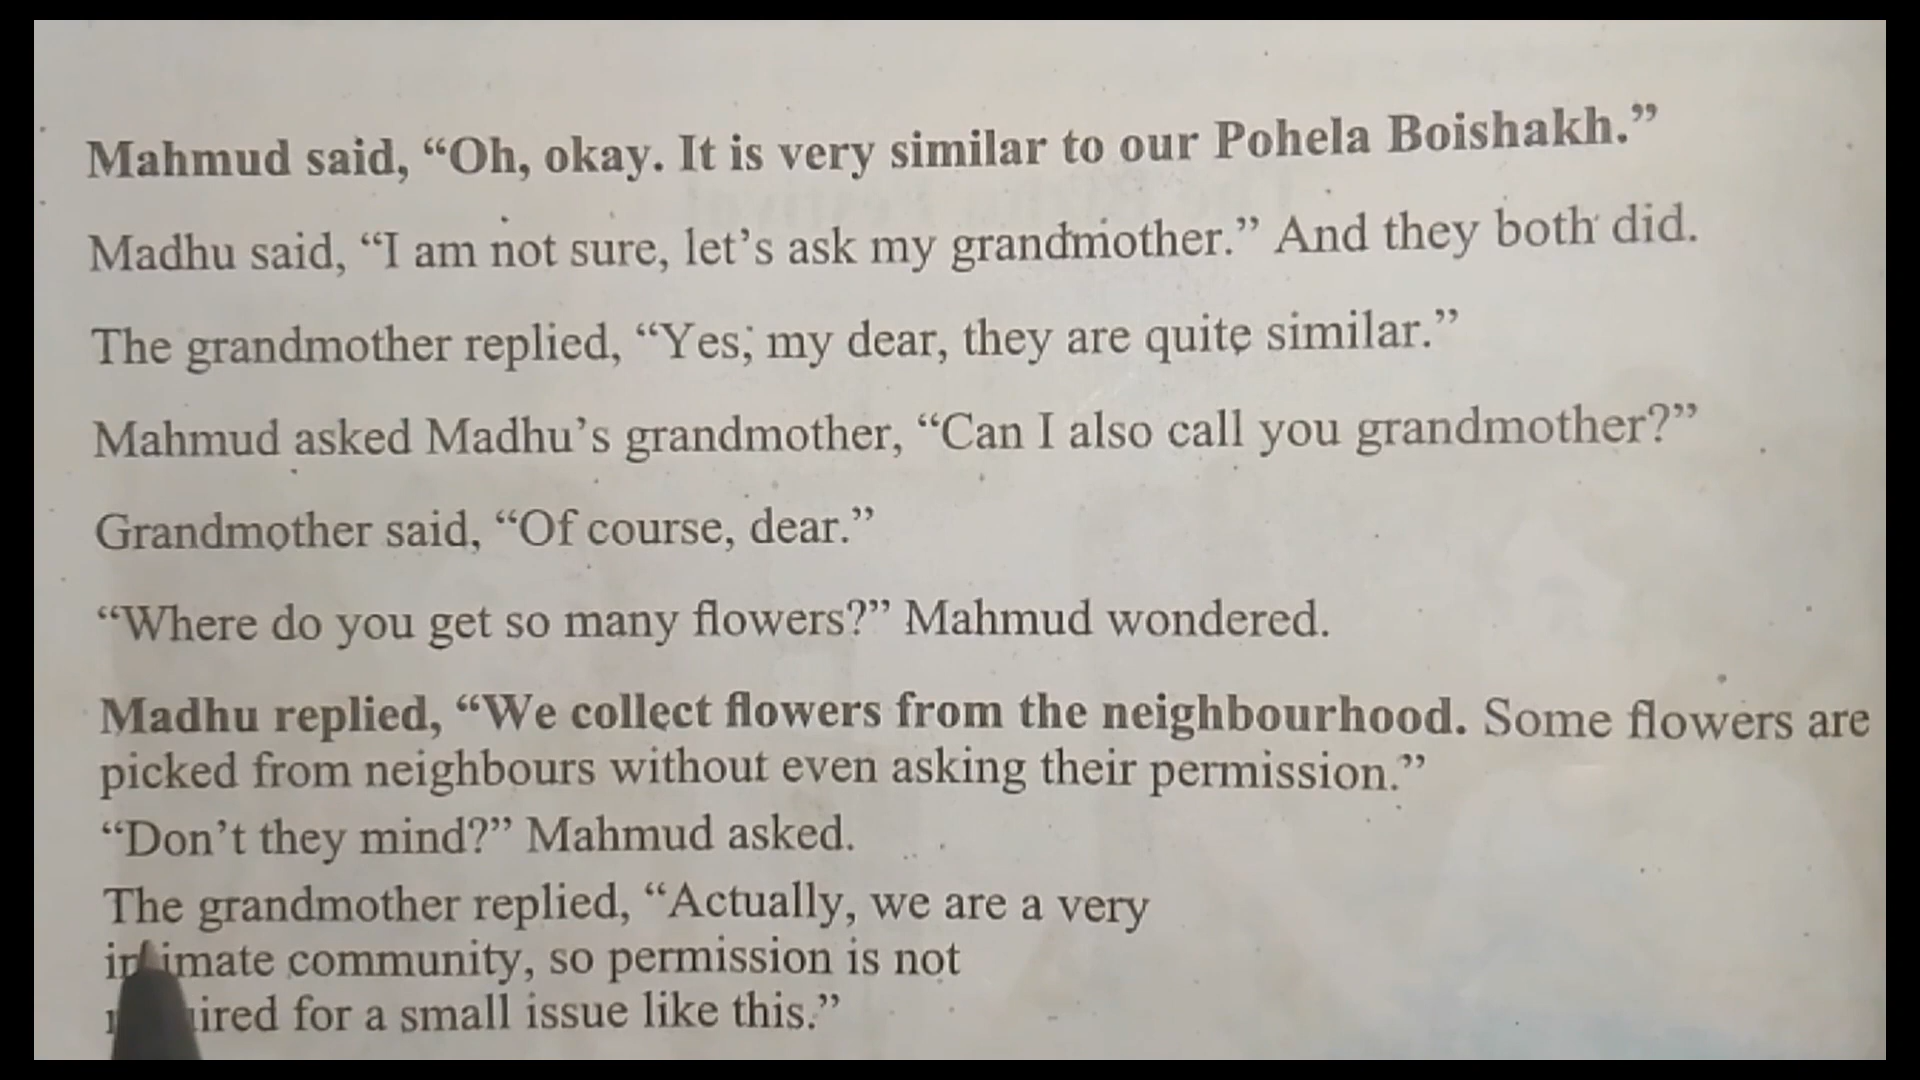 Mahmud said, “Oh, okay. It is very similar to our Pohela Boishakh.”
Madhu said, “I am not sure, let’s ask my grandmother.” And they both did.
The grandmother replied, “Yes, my dear, they are quite similar.”
Mahmud asked Madhu’s grandmother, “Can I also call you grandmother?”
Grandmother said, “Of course, dear.”
“Where do you get so many flowers?” Mahmud wondered.
Madhu replied, “We collect flowers from the neighbourhood. Some flowers are
picked from neighbours without even asking their permission.”
“Don’t they mind?” Mahmud asked.
The grandmother replied, “Actually, we are a very
intimate community, so permission is not
required for a small issue like this.”